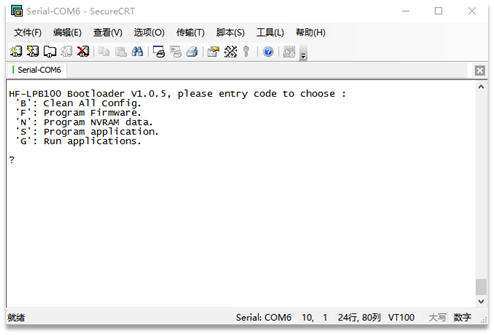 Serial-COM6 - SecureCRT
文件(F) 编辑(E) 查看(V) 选项(O) 传输(T) 脚本(S) 工具(L) 帮助(H)
Serial-COM6
HF-LPB100 Bootloader V1.0.5, please entry code to choose :
'B': Clean All Config.
'F': Program Firmware.
'N': Program NVRAM data.
'S': Program application.
'G': Run applications.
?
就绪 Serial: COM6 10, 1 24行, 80列 VT100 大写 数字